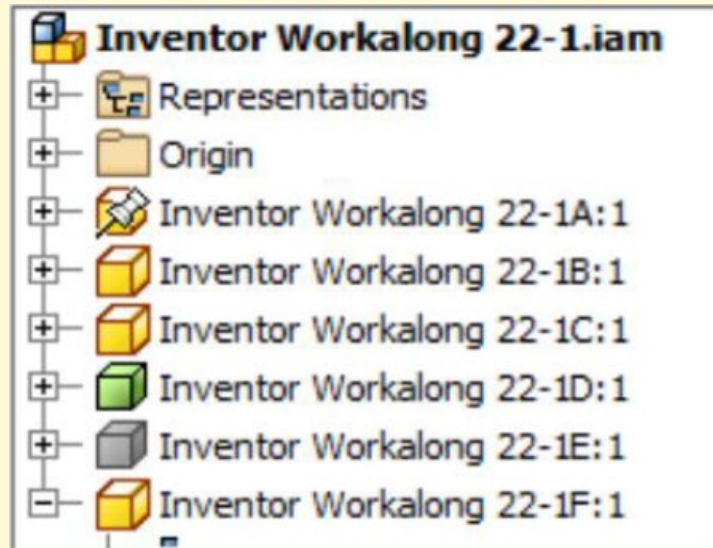 Inventor Workalong 22-1.iam
Representations
Origin
Inventor Workalong 22-1A:1
Inventor Workalong 22-1B:1
Inventor Workalong 22-1C:1
Inventor Workalong 22-1D:1
Inventor Workalong 22-1E:1
Inventor Workalong 22-1F:1